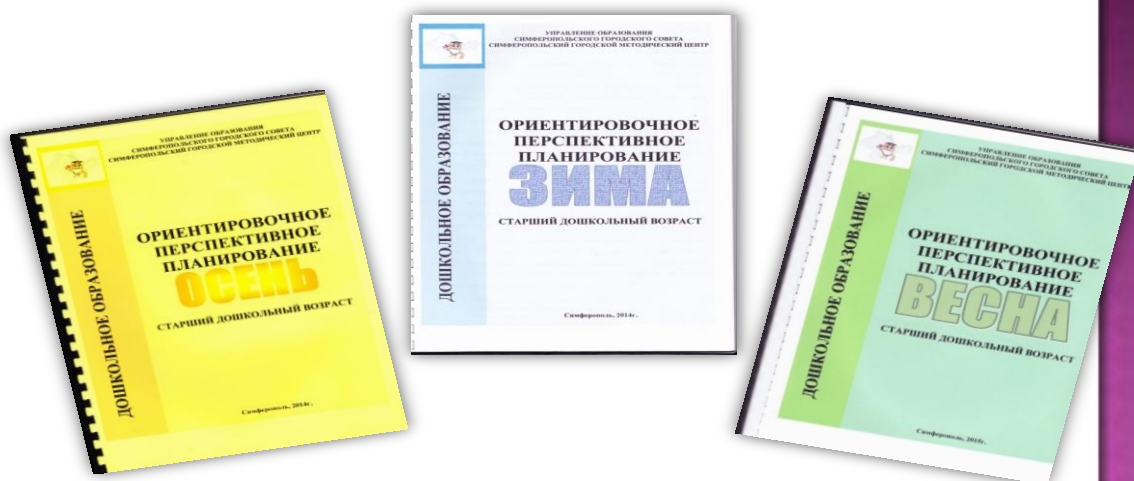 УПРАВЛЕНИЕ ОБРАЗОВАНИЯ
СИМФЕРОПОЛЬСКОГО ГОРОДСКОГО СОВЕТА
СИМФЕРОПОЛЬСКИЙ ГОРОДСКОЙ МЕТОДИЧЕСКИЙ ЦЕНТР
ДОШКОЛЬНОЕ ОБРАЗОВАНИЕ
ОРИЕНТИРОВОЧНОЕ
ПЕРСПЕКТИВНОЕ
ПЛАНИРОВАНИЕ
ОСЕНЬ
СТАРШИЙ ДОШКОЛЬНЫЙ ВОЗРАСТ
Симферополь, 2014г.
УПРАВЛЕНИЕ ОБРАЗОВАНИЯ
СИМФЕРОПОЛЬСКОГО ГОРОДСКОГО СОВЕТА
СИМФЕРОПОЛЬСКИЙ ГОРОДСКОЙ МЕТОДИЧЕСКИЙ ЦЕНТР
ДОШКОЛЬНОЕ ОБРАЗОВАНИЕ
ОРИЕНТИРОВОЧНОЕ
ПЕРСПЕКТИВНОЕ
ПЛАНИРОВАНИЕ
ЗИМА
СТАРШИЙ ДОШКОЛЬНЫЙ ВОЗРАСТ
Симферополь, 2014г.
УПРАВЛЕНИЕ ОБРАЗОВАНИЯ
СИМФЕРОПОЛЬСКОГО ГОРОДСКОГО СОВЕТА
СИМФЕРОПОЛЬСКИЙ ГОРОДСКОЙ МЕТОДИЧЕСКИЙ ЦЕНТР
ДОШКОЛЬНОЕ ОБРАЗОВАНИЕ
ОРИЕНТИРОВОЧНОЕ
ПЕРСПЕКТИВНОЕ
ПЛАНИРОВАНИЕ
ВЕСНА
СТАРШИЙ ДОШКОЛЬНЫЙ ВОЗРАСТ
Симферополь, 2015г.